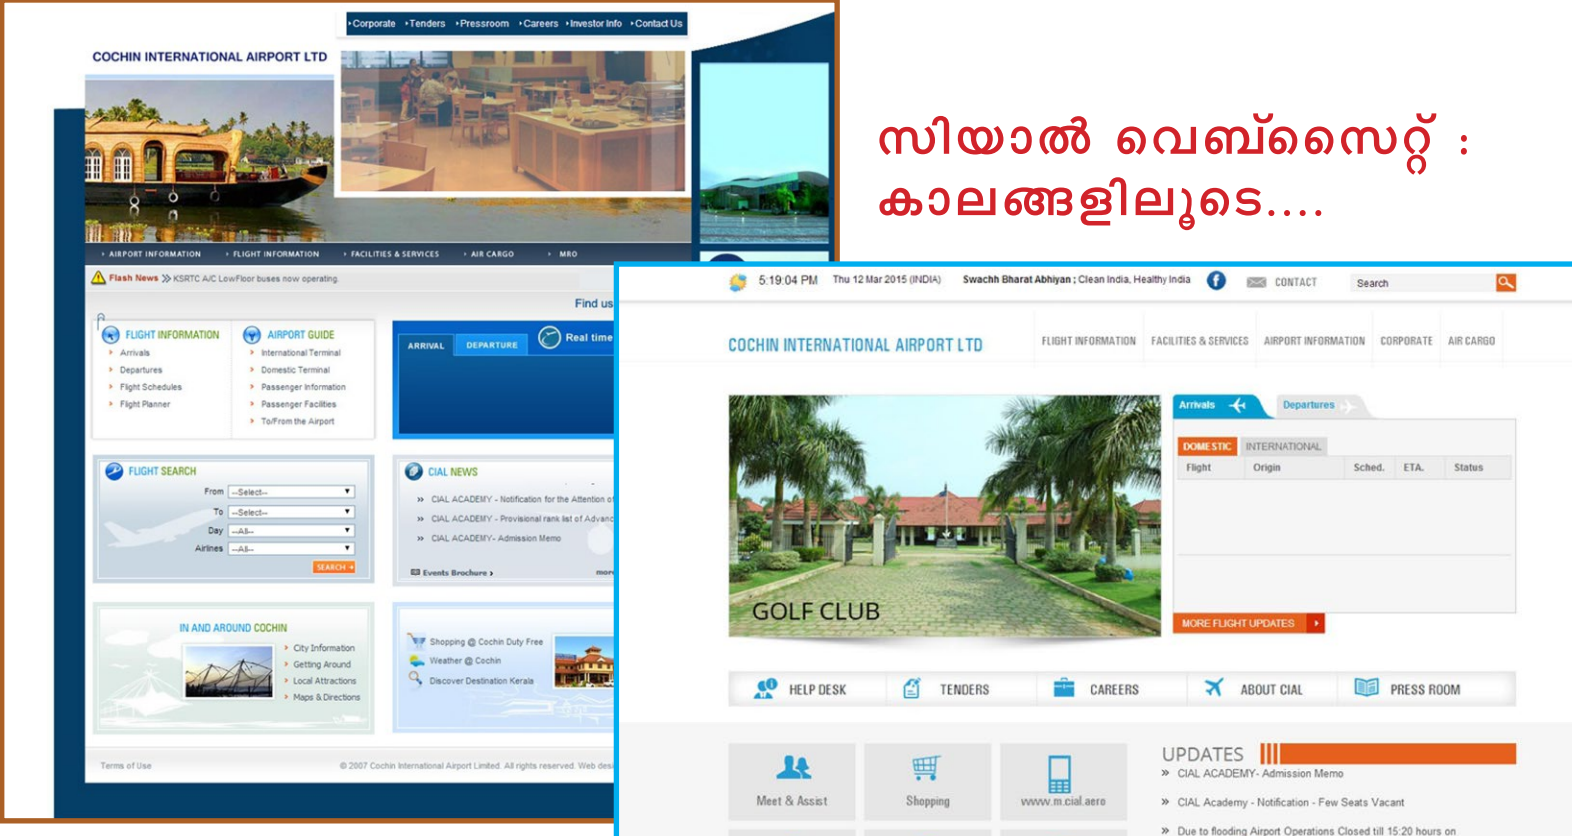 Corporate Tenders Pressroom Careers Investor Info Contact Us
COCHIN INTERNATIONAL AIRPORT LTD
AIRPORT INFORMATION FLIGHT INFORMATION FACILITIES & SERVICES AIR CARGO MRO
Flash News KSRTC A/C LowFloor buses now operating.
Find us
FLIGHT INFORMATION
Arrivals
Departures
Flight Schedules
Flight Planner
AIRPORT GUIDE
International Terminal
Domestic Terminal
Passenger Information
Passenger Facilities
To/From the Airport
ARRIVAL DEPARTURE Real time
FLIGHT SEARCH
From --Select--
To --Select--
Day --All--
Airlines --All--
SEARCH
CIAL NEWS
CIAL ACADEMY - Notification for the Attention of
CIAL ACADEMY - Provisional rank list of Advanc
CIAL ACADEMY- Admission Memo
Events Brochure more
IN AND AROUND COCHIN
City Information
Getting Around
Local Attractions
Maps & Directions
Shopping @ Cochin Duty Free
Weather @ Cochin
Discover Destination Kerala
Terms of Use © 2007 Cochin International Airport Limited. All rights reserved. Web desi
സിയാൽ വെബ്സൈറ്റ് :
കാലങ്ങളിലൂടെ....
5:19:04 PM Thu 12 Mar 2015 (INDIA) Swachh Bharat Abhiyan ; Clean India, Healthy India f CONTACT Search
COCHIN INTERNATIONAL AIRPORT LTD
FLIGHT INFORMATION FACILITIES & SERVICES AIRPORT INFORMATION CORPORATE AIR CARGO
GOLF CLUB
Arrivals Departures
DOMESTIC INTERNATIONAL
Flight Origin Sched. ETA. Status
MORE FLIGHT UPDATES
HELP DESK TENDERS CAREERS ABOUT CIAL PRESS ROOM
Meet & Assist Shopping www.m.cial.aero
UPDATES
CIAL ACADEMY- Admission Memo
CIAL Academy - Notification - Few Seats Vacant
Due to flooding Airport Operations Closed till 15:20 hours on